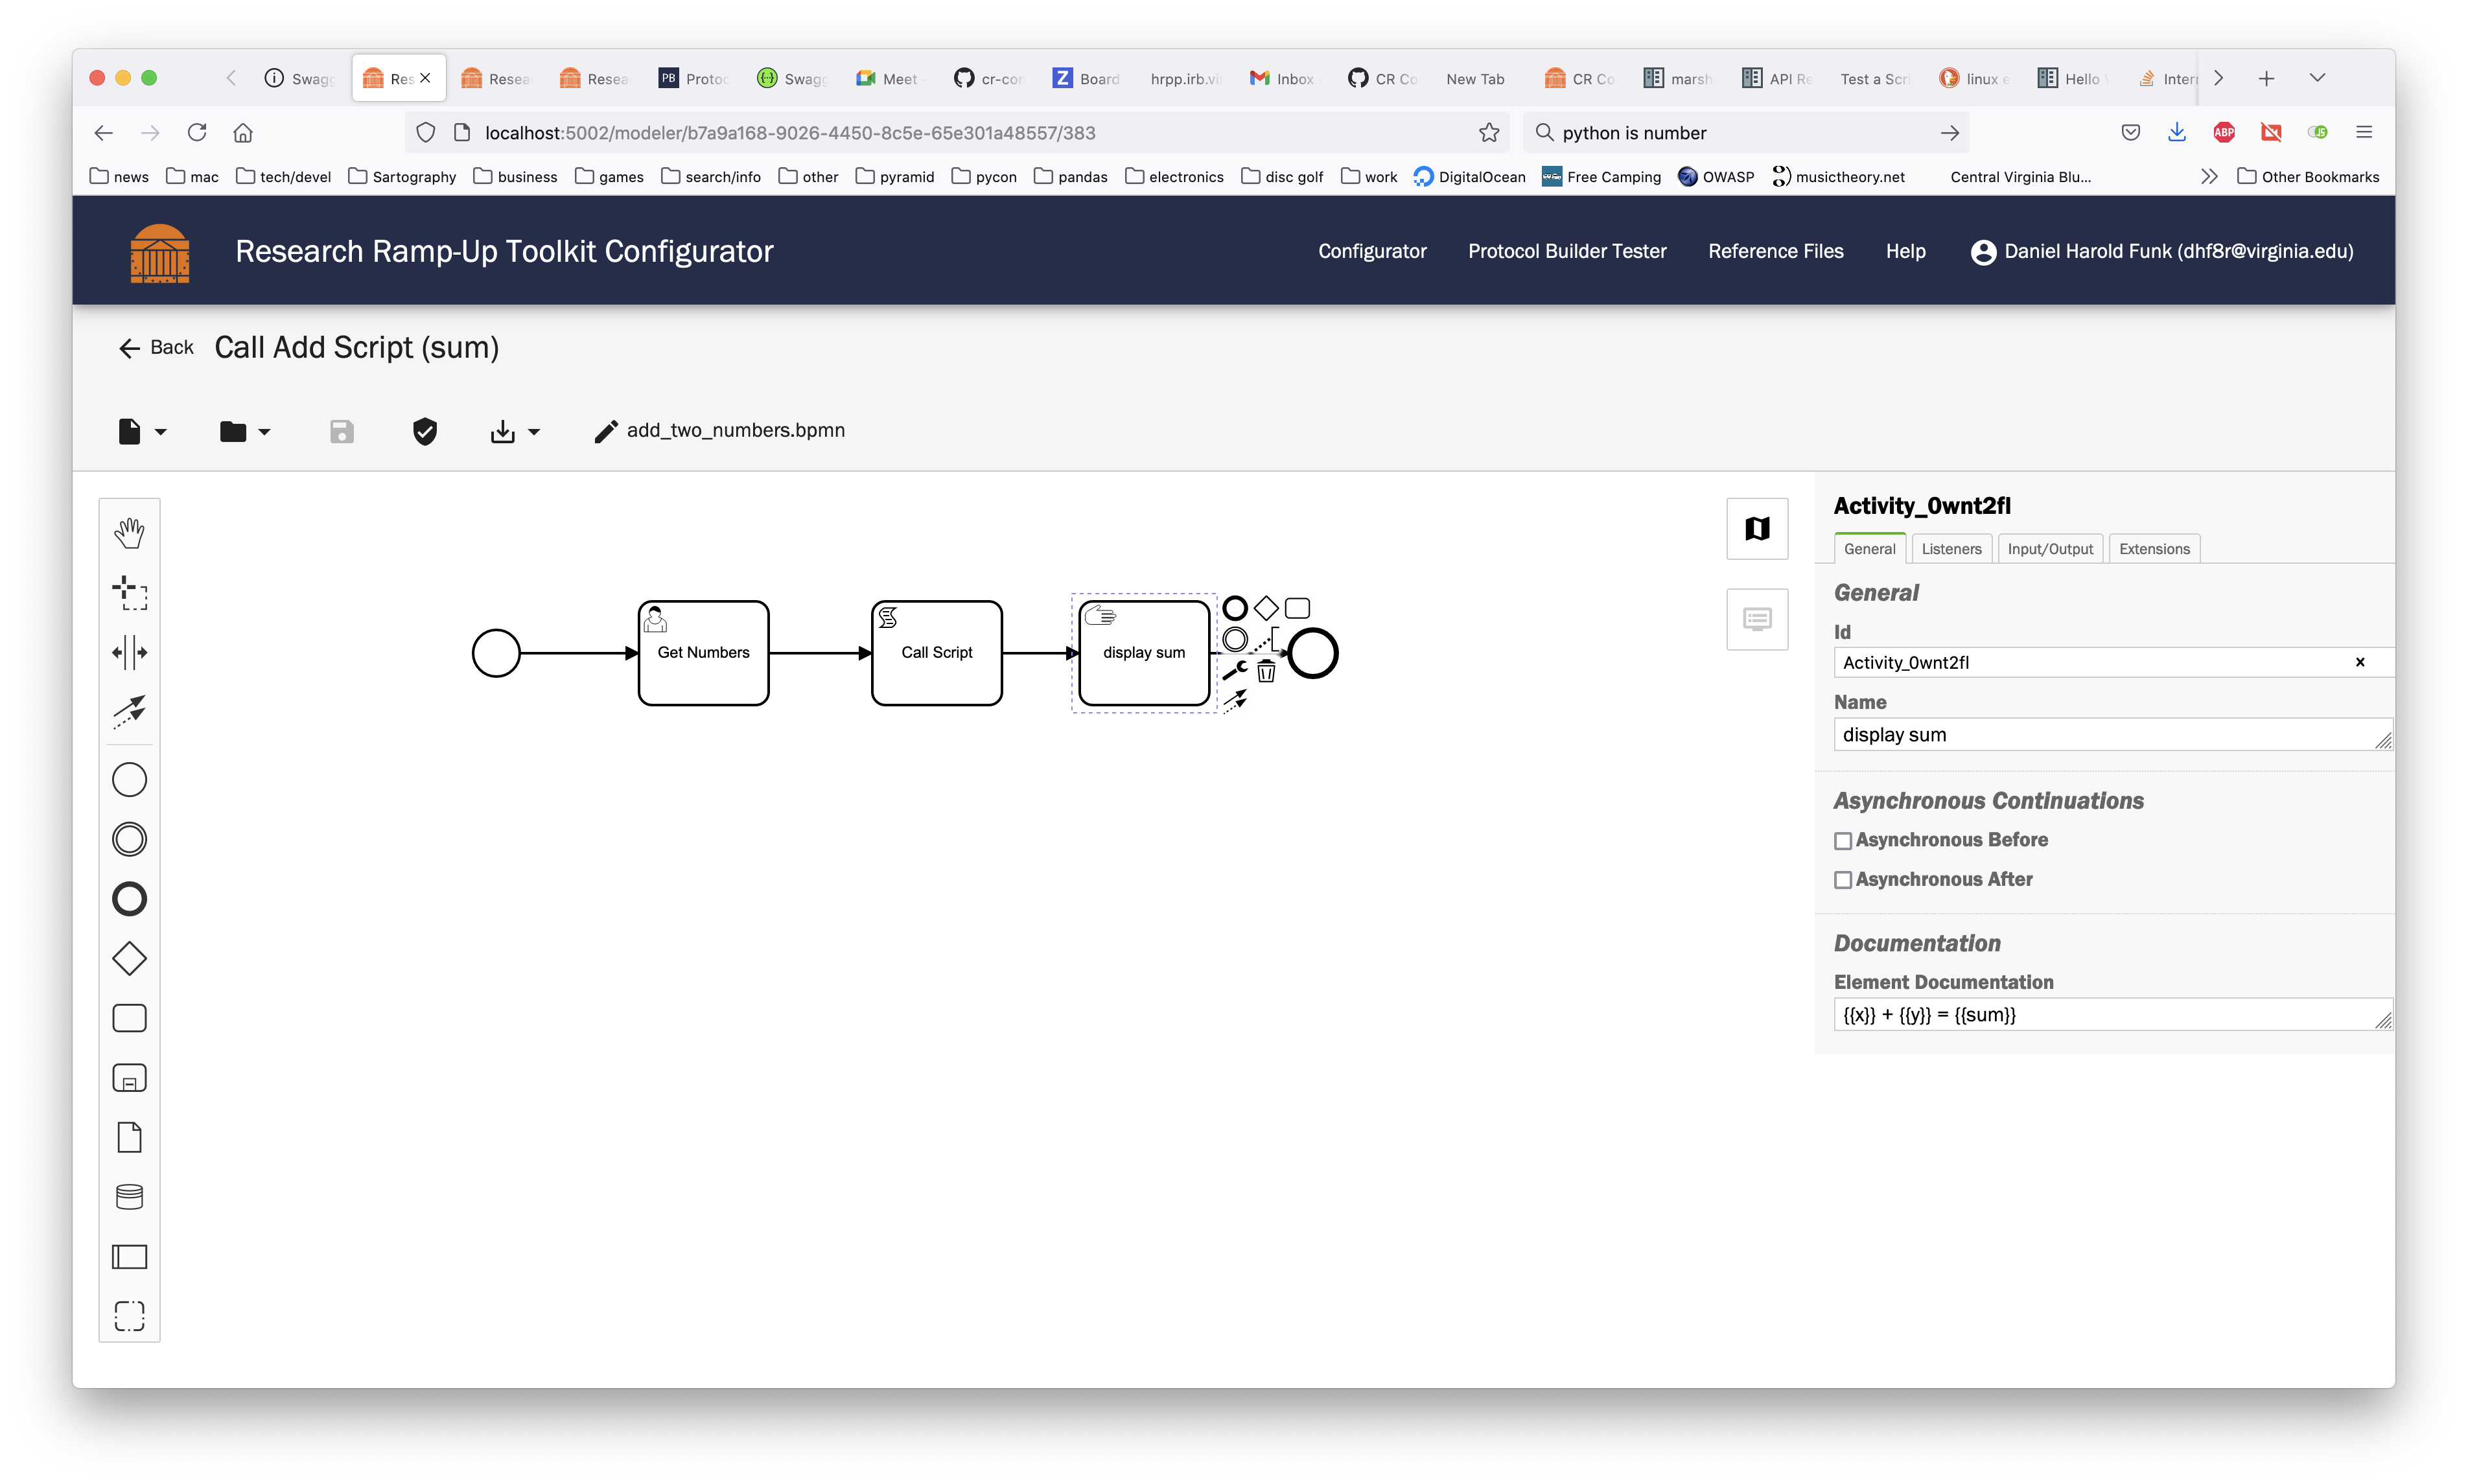 Swag
Res
Resea
Resea
PB Protoc
Swagg
Meet -
cr-con
Z Board
hrpp.irb.vi
Inbox
CR Co
New Tab
CR Co
marsh
API Re
Test a Scri
linux e
Hello
Inter
localhost:5002/modeler/b7a9a168-9026-4450-8c5e-65e301a48557/383
python is number
ABP
JS
news
mac
tech/devel
Sartography
business
games
search/info
other
pyramid
pycon
pandas
electronics
disc golf
work
DigitalOcean
Free Camping
OWASP
musictheory.net
Central Virginia Blu...
Other Bookmarks
Research Ramp-Up Toolkit Configurator
Configurator
Protocol Builder Tester
Reference Files
Help
Daniel Harold Funk (dhf8r@virginia.edu)
Back
Call Add Script (sum)
add_two_numbers.bpmn
Get Numbers
Call Script
display sum
Activity_0wnt2fl
General
Listeners
Input/Output
Extensions
General
Id
Activity_0wnt2fl
Name
display sum
Asynchronous Continuations
Asynchronous Before
Asynchronous After
Documentation
Element Documentation
{{x}} + {{y}} = {{sum}}